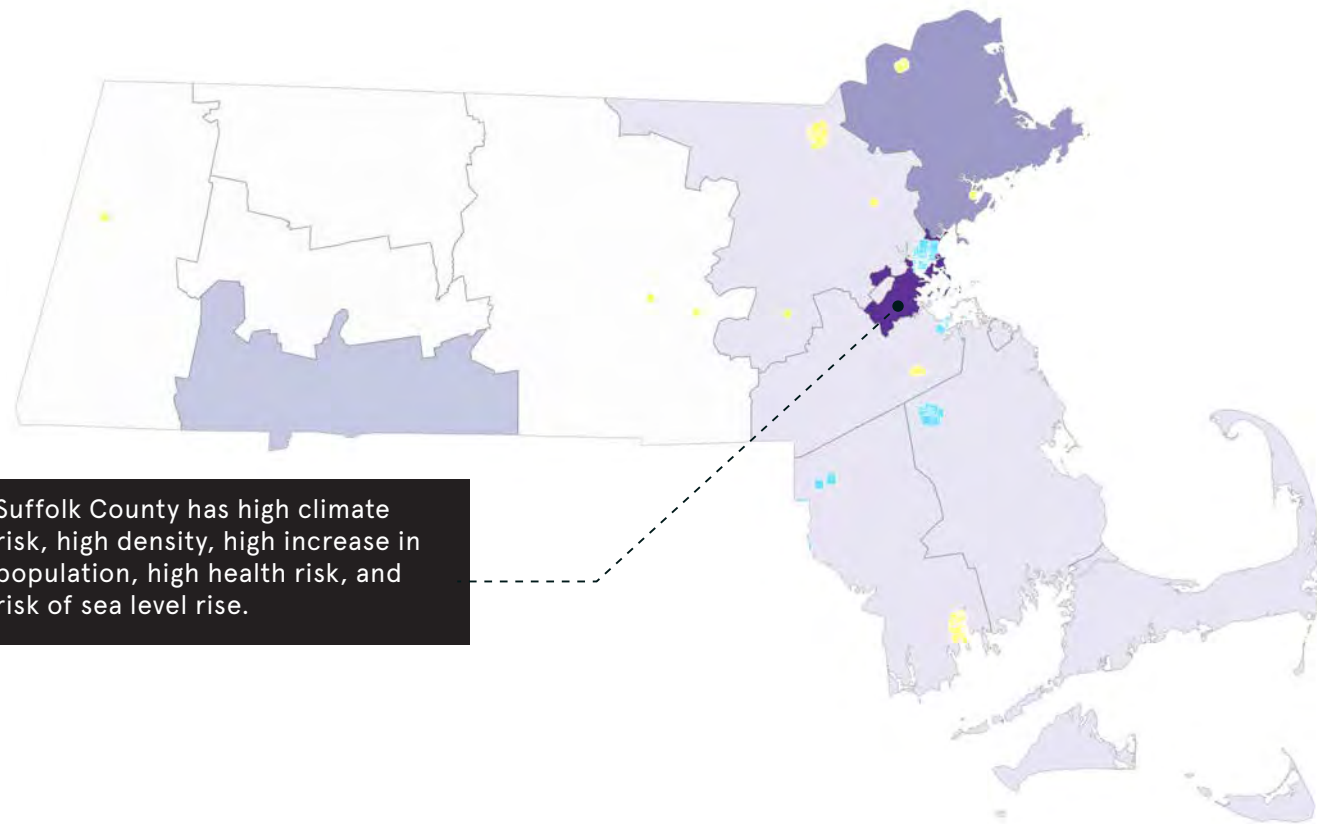 Suffolk County has high climate
risk, high density, high increase in
population, high health risk, and
risk of sea level rise.